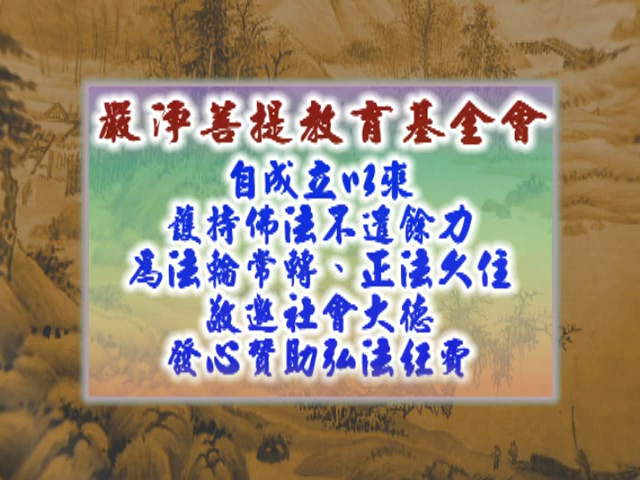 嚴淨菩提教育基金會
自成立以來
護持佛法不遺餘力
為法輪常轉、正法久住
敬邀社會大德
發心贊助弘法經費